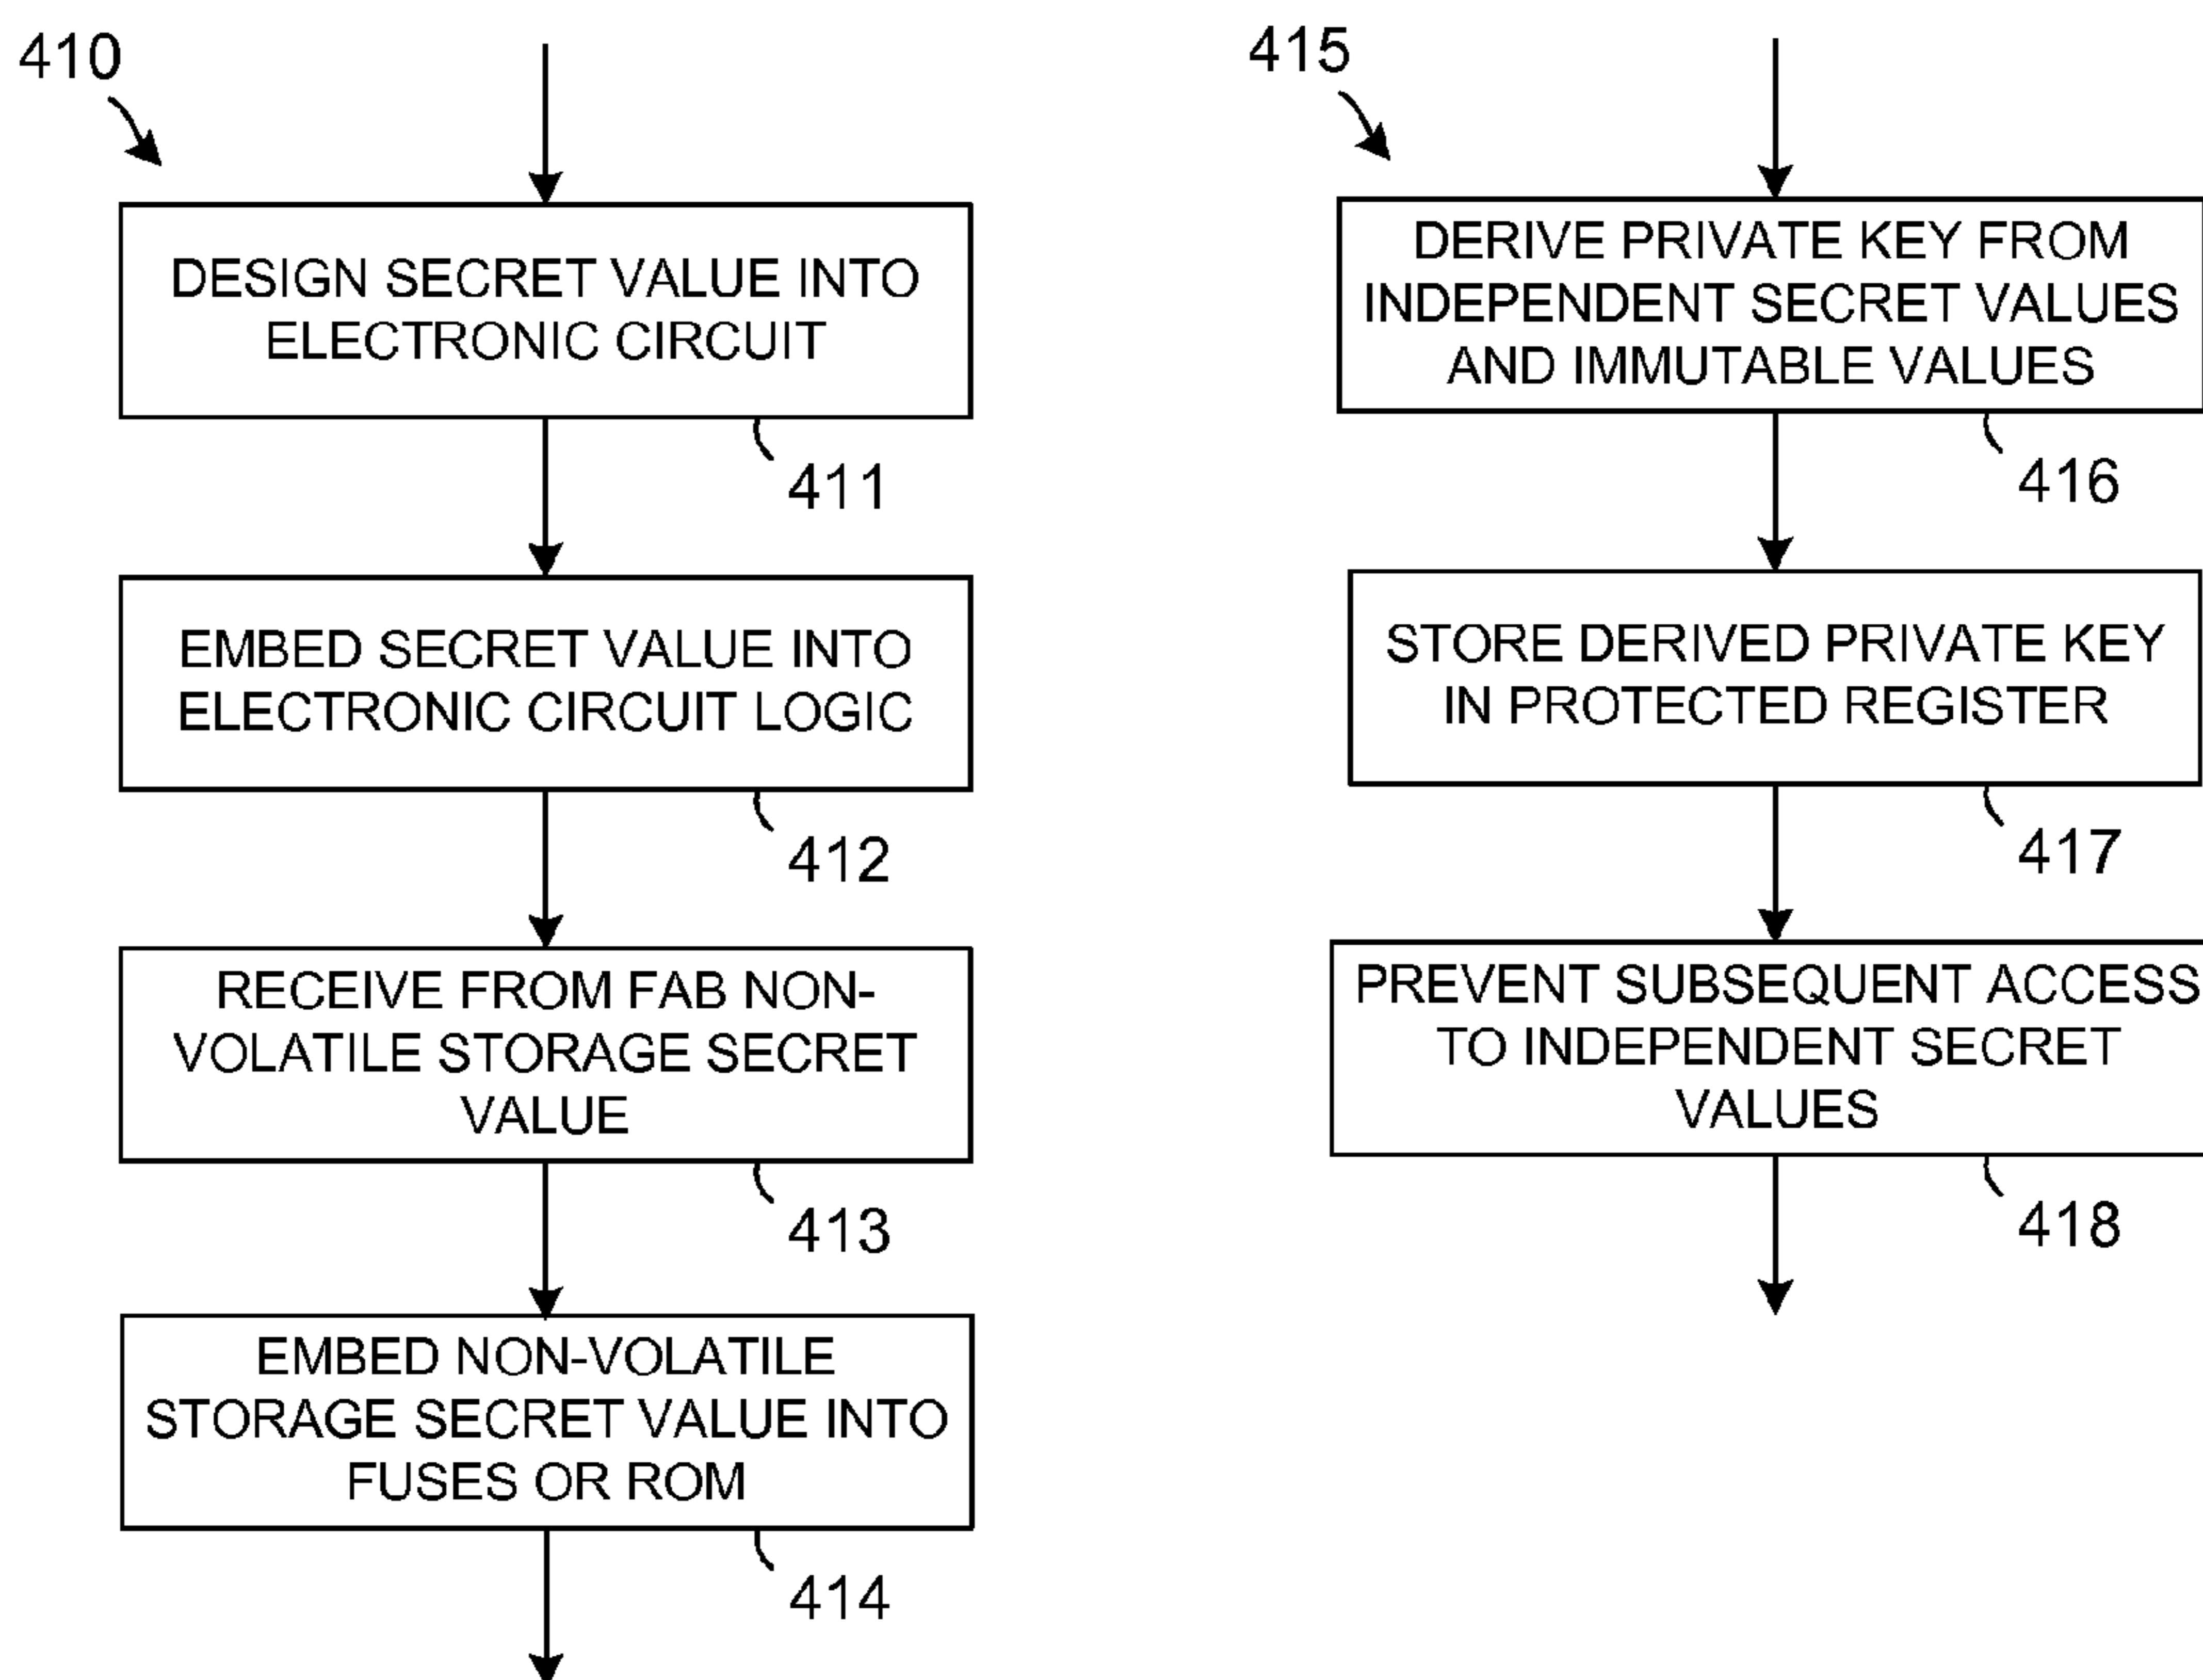 410
DESIGN SECRET VALUE INTO
ELECTRONIC CIRCUIT
411
EMBED SECRET VALUE INTO
ELECTRONIC CIRCUIT LOGIC
412
RECEIVE FROM FAB NON-
VOLATILE STORAGE SECRET
VALUE
413
EMBED NON-VOLATILE
STORAGE SECRET VALUE INTO
FUSES OR ROM
414
415
DERIVE PRIVATE KEY FROM
INDEPENDENT SECRET VALUES
AND IMMUTABLE VALUES
416
STORE DERIVED PRIVATE KEY
IN PROTECTED REGISTER
417
PREVENT SUBSEQUENT ACCESS
TO INDEPENDENT SECRET
VALUES
418